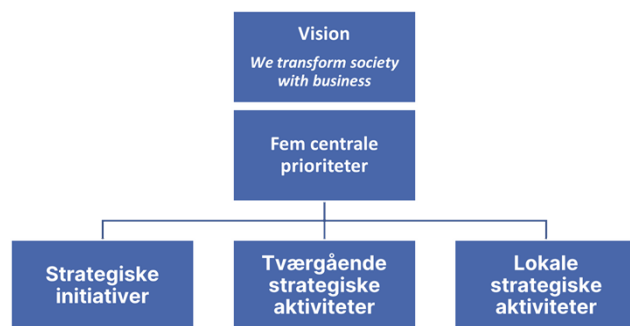 Vision
We transform society
with business
Fem centrale
prioriteter
Strategiske
initiativer
Tværgående
strategiske
aktiviteter
Lokale
strategiske
aktiviteter